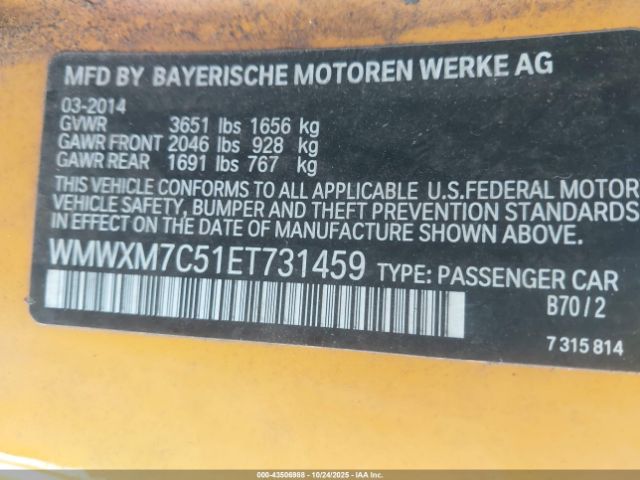 MFD BY BAYERISCHE MOTOREN WERKE AG
03-2014
GVWR 3651 lbs 1656 kg
GAWR FRONT 2046 lbs 928 kg
GAWR REAR 1691 lbs 767 kg
THIS VEHICLE CONFORMS TO ALL APPLICABLE U.S.FEDERAL MOTOR
VEHICLE SAFETY, BUMPER AND THEFT PREVENTION STANDARDS
IN EFFECT ON THE DATE OF MANUFACTURE SHOWN ABOVE.
WMWXM7C51ET731459 TYPE: PASSENGER CAR
B70/2
7 315 814
000-43506988 | 10/24/2025 | IAA Inc.